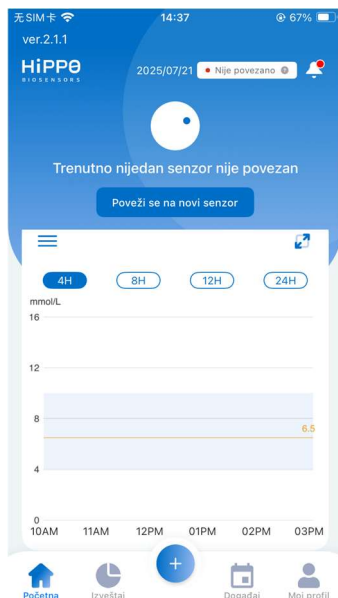 无SIM卡 14:37 67%
ver.2.1.1
HiPPO
BIOSENSORS
2025/07/21 Nije povezano ?
Trenutno nijedan senzor nije povezan
Poveži se na novi senzor
4H 8H 12H 24H
mmol/L
16
12
8
6.5
4
0
10AM 11AM 12PM 01PM 02PM 03PM
+
Početna Izveštaj Događaj Moj profil